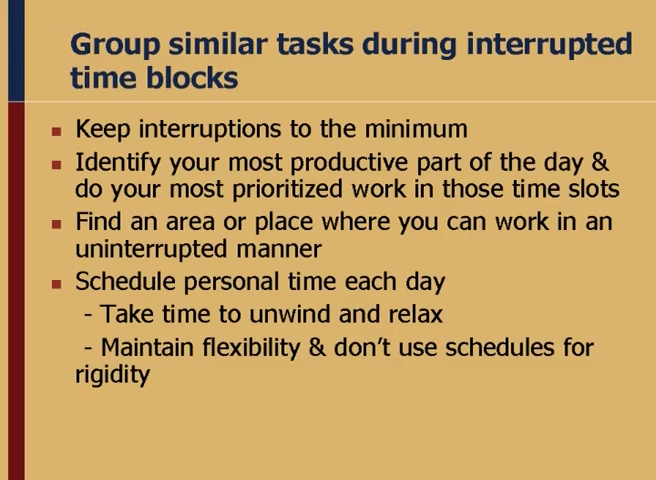 Group similar tasks during interrupted
time blocks
Keep interruptions to the minimum
Identify your most productive part of the day &
do your most prioritized work in those time slots
Find an area or place where you can work in an
uninterrupted manner
Schedule personal time each day
- Take time to unwind and relax
- Maintain flexibility & don't use schedules for
rigidity